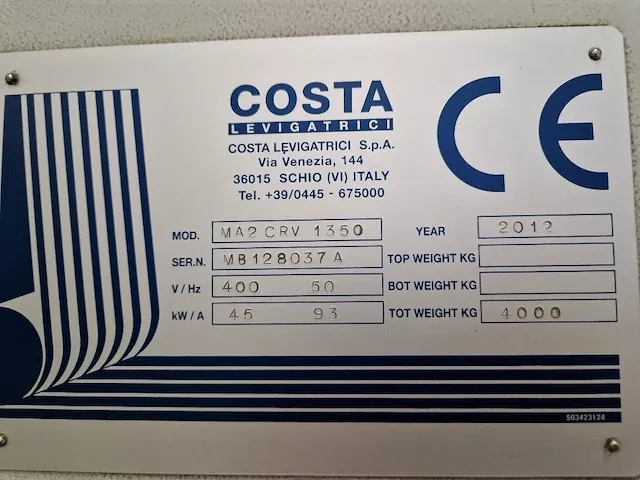 COSTA
LEVIGATRICI
COSTA LEVIGATRICI S.p.A.
Via Venezia, 144
36015 SCHIO (VI) ITALY
Tel. +39/0445 - 675000
CE
MOD. MA2CRV 1350 YEAR 2012
SER.N. MB128037A TOP WEIGHT KG
V / Hz 400 50 BOT WEIGHT KG
kW / A 45 93 TOT WEIGHT KG 4000
503423124